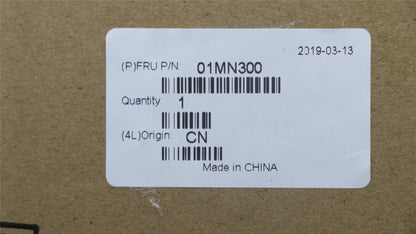 2019-03-13
(P)FRU P/N: 01MN300
Quantity: 1
(4L)Origin: CN
Made in CHINA